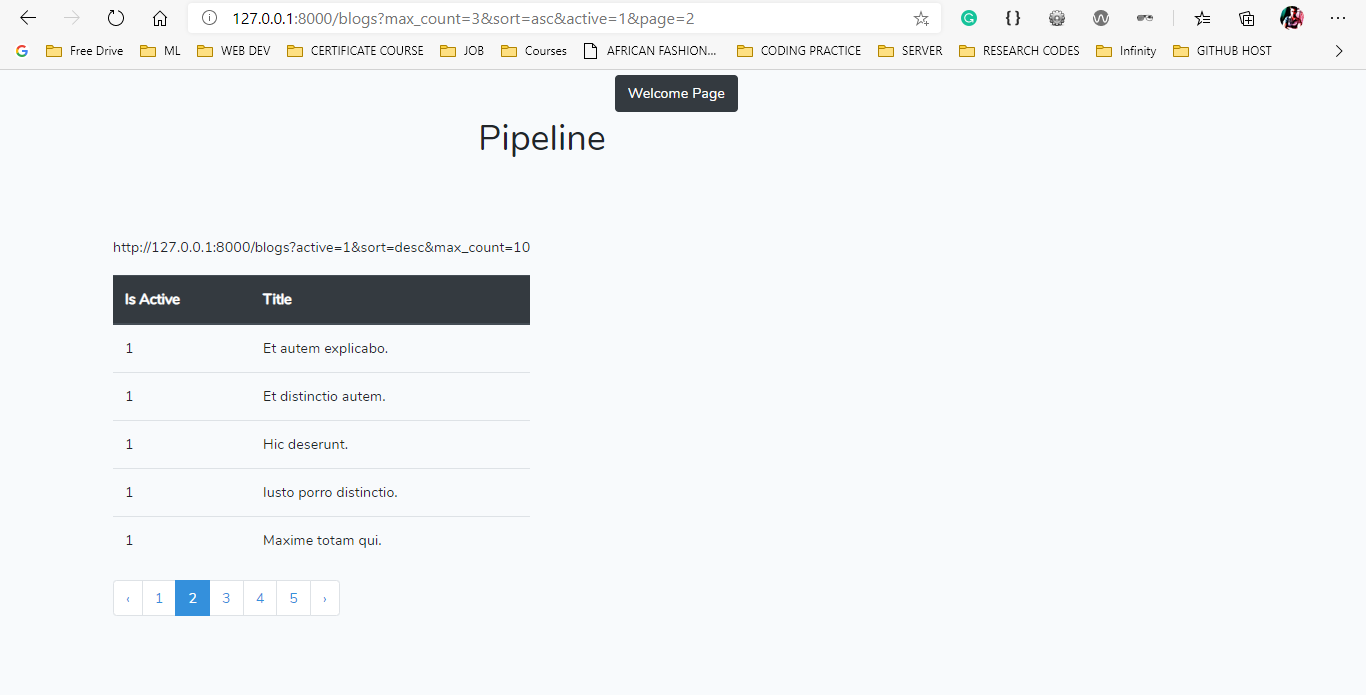 127.0.0.1:8000/blogs?max_count=3&sort=asc&active=1&page=2
G Free Drive ML WEB DEV CERTIFICATE COURSE JOB Courses AFRICAN FASHION... CODING PRACTICE SERVER RESEARCH CODES Infinity GITHUB HOST
Welcome Page
Pipeline
http://127.0.0.1:8000/blogs?active=1&sort=desc&max_count=10
Is Active Title
1 Et autem explicabo.
1 Et distinctio autem.
1 Hic deserunt.
1 Iusto porro distinctio.
1 Maxime totam qui.
‹ 1 2 3 4 5 ›